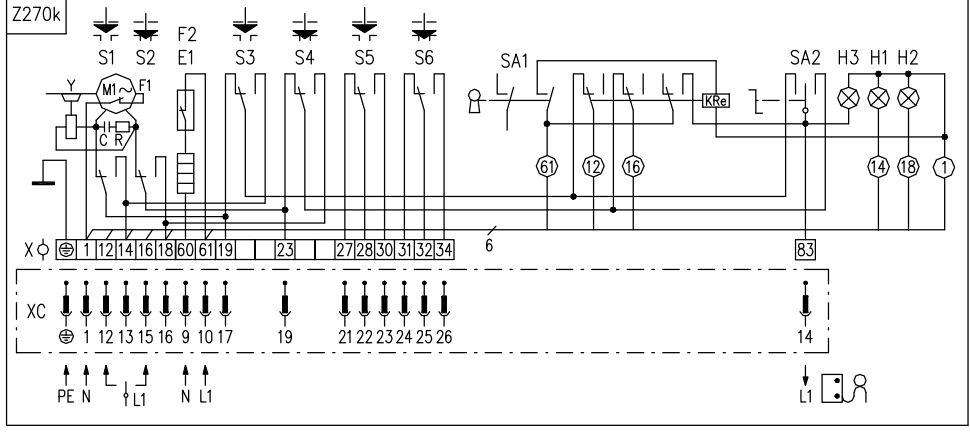 Z270k
F2
S1 S2 E1 S3 S4 S5 S6 SA1 SA2 H3 H1 H2
Y M1 F1
KRe
C R
61 12 16 14 18 1
X 1 12 14 16 18 60 61 19 23 27 28 30 31 32 34 6 83
XC
1 12 13 15 16 9 10 17 19 21 22 23 24 25 26 14
PE N L1 N L1 L1